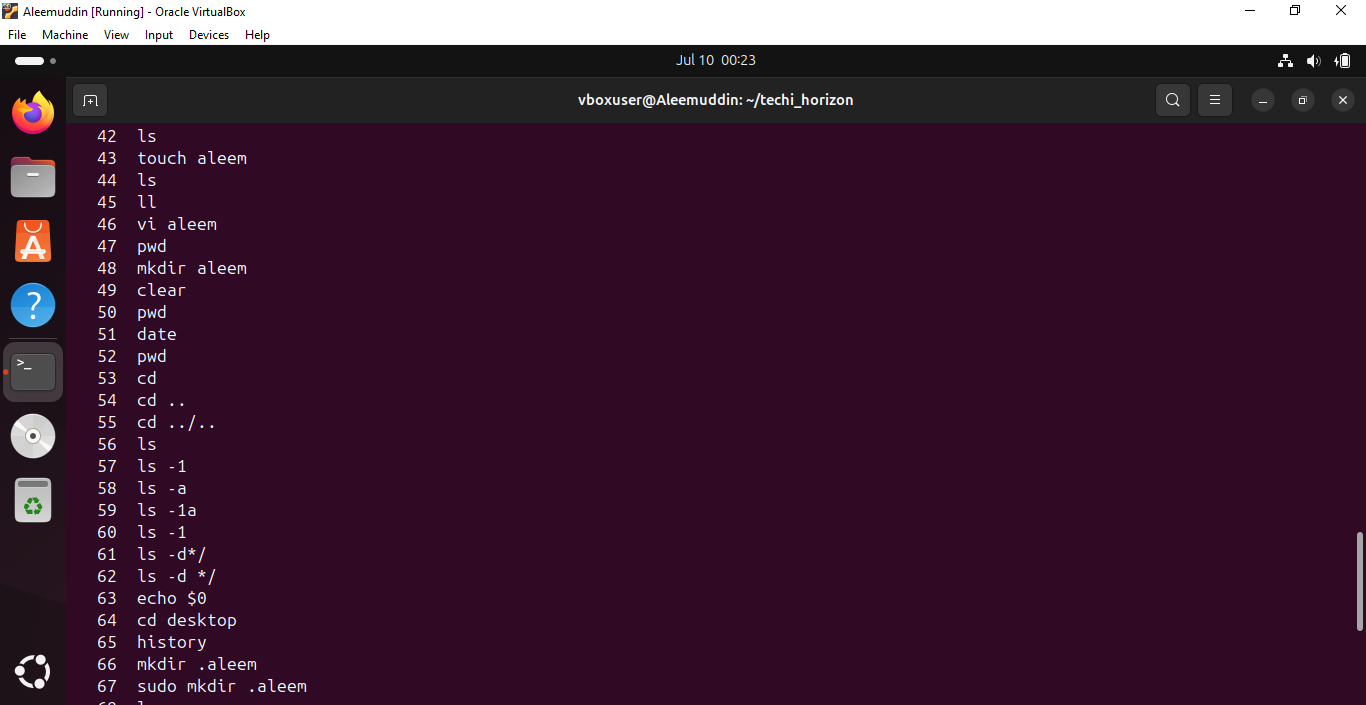 Aleemuddin [Running] - Oracle VirtualBox
File Machine View Input Devices Help
Jul 10 00:23
vboxuser@Aleemuddin: ~/techi_horizon
42 ls
43 touch aleem
44 ls
45 ll
46 vi aleem
47 pwd
48 mkdir aleem
49 clear
50 pwd
51 date
52 pwd
53 cd
54 cd ..
55 cd ../..
56 ls
57 ls -1
58 ls -a
59 ls -1a
60 ls -1
61 ls -d*/
62 ls -d */
63 echo $0
64 cd desktop
65 history
66 mkdir .aleem
67 sudo mkdir .aleem